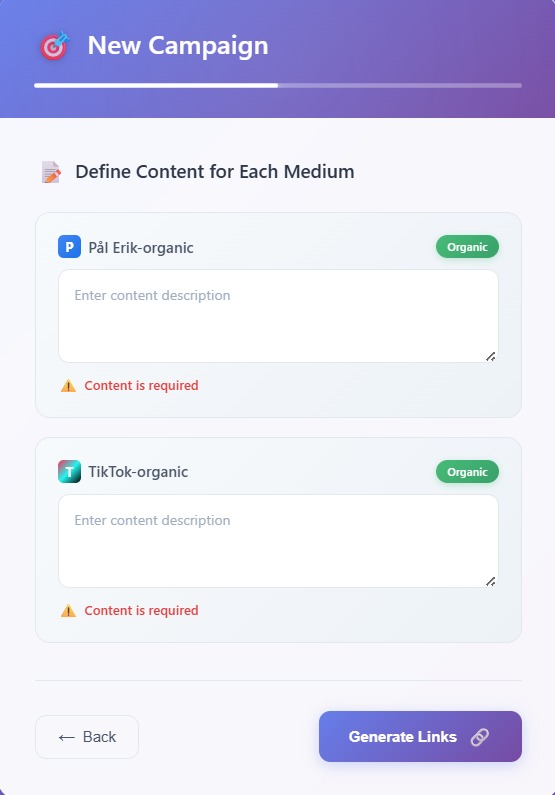 New Campaign
Define Content for Each Medium
P Pål Erik-organic Organic
Enter content description
Content is required
T TikTok-organic Organic
Enter content description
Content is required
← Back Generate Links